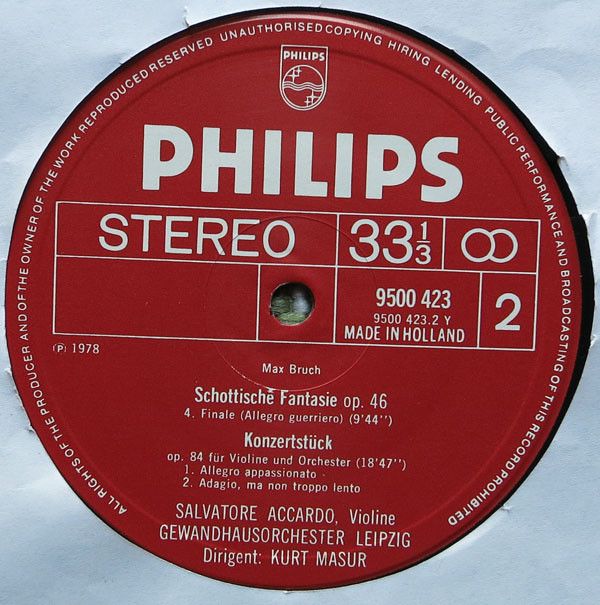 ALL RIGHTS OF THE PRODUCER AND OF THE OWNER OF THE WORK REPRODUCED RESERVED UNAUTHORISED COPYING HIRING LENDING PUBLIC PERFORMANCE AND BROADCASTING OF THIS RECORD PROHIBITED
PHILIPS
PHILIPS
STEREO
33 1/3
9500 423
9500 423.2 Y
MADE IN HOLLAND
2
Ⓟ 1978
Max Bruch
Schottische Fantasie op. 46
4. Finale (Allegro guerriero) (9'44")
Konzertstück
op. 84 für Violine und Orchester (18'47")
1. Allegro appassionato
2. Adagio, ma non troppo lento
SALVATORE ACCARDO, Violine
GEWANDHAUSORCHESTER LEIPZIG
Dirigent: KURT MASUR